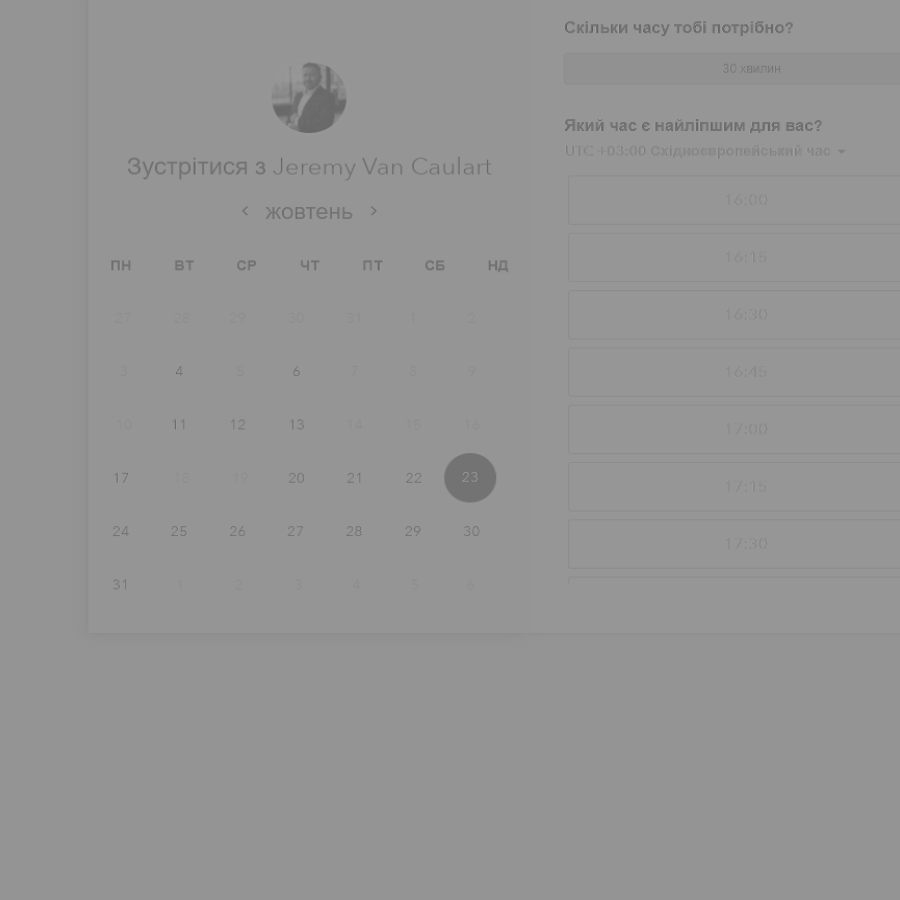 Зустрітися з Jeremy Van Caulart
жовтень
ПН ВТ СР ЧТ ПТ СБ НД
27 28 29 30 31 1 2
3 4 5 6 7 8 9
10 11 12 13 14 15 16
17 18 19 20 21 22 23
24 25 26 27 28 29 30
31 1 2 3 4 5 6
Скільки часу тобі потрібно?
30 хвилин
Який час є найліпшим для вас?
UTC +03:00 Східноєвропейський час
16:00
16:15
16:30
16:45
17:00
17:15
17:30